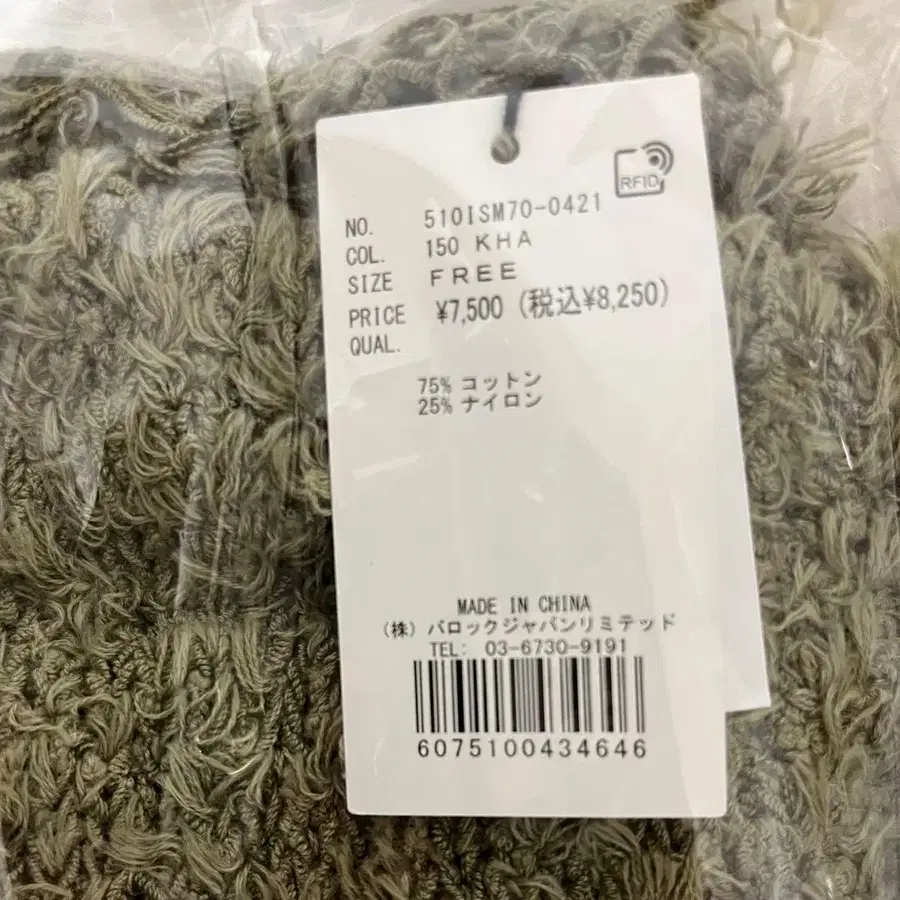 RFID
NO. 510ISM70-0421
COL. 150 KHA
SIZE FREE
PRICE ¥7,500 (税込¥8,250)
QUAL.
75% コットン
25% ナイロン
MADE IN CHINA
(株) バロックジャパンリミテッド
TEL: 03-6730-9191
6075100434646